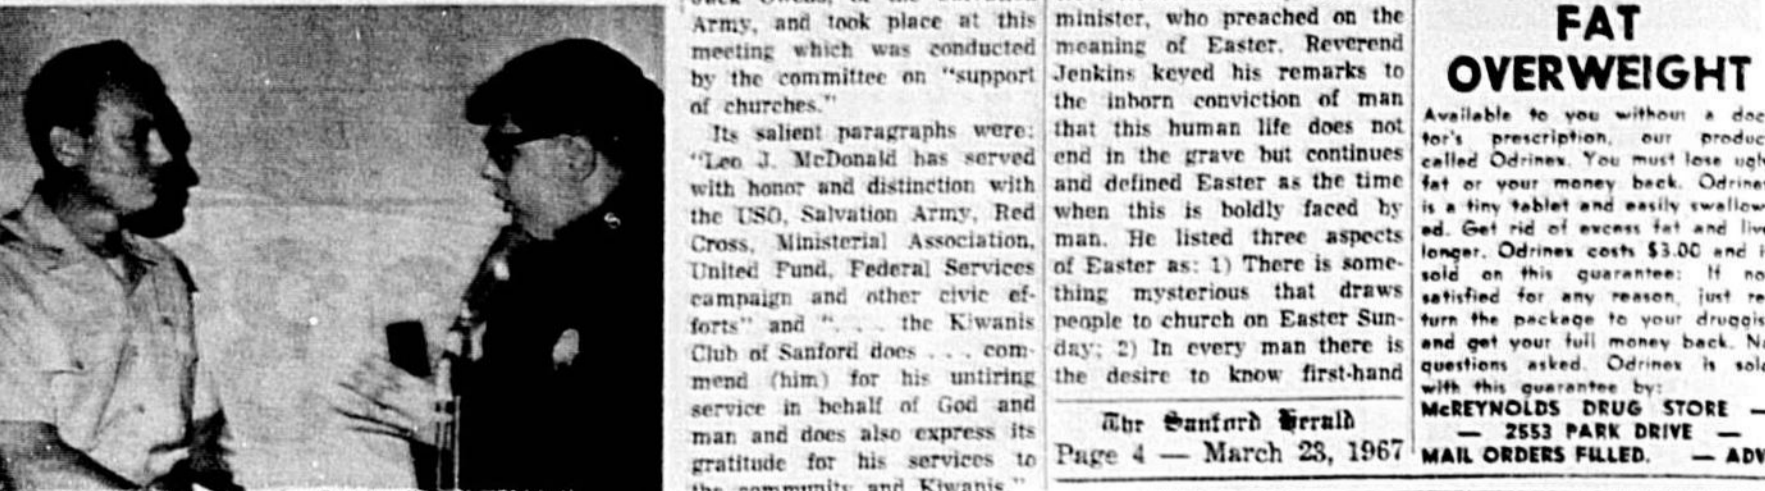 Army, and took place at this
meeting which was conducted
by the committee on "support
of churches."
Its salient paragraphs were:
"Leo J. McDonald has served
with honor and distinction with
the USO, Salvation Army, Red
Cross, Ministerial Association,
United Fund, Federal Services
campaign and other civic ef-
forts" and ". . . the Kiwanis
Club of Sanford does . . . com-
mend (him) for his untiring
service in behalf of God and
man and does also express its
gratitude for his services to
the community and Kiwanis."
minister, who preached on the
meaning of Easter. Reverend
Jenkins keyed his remarks to
the inborn conviction of man
that this human life does not
end in the grave but continues
and defined Easter as the time
when this is boldly faced by
man. He listed three aspects
of Easter as: 1) There is some-
thing mysterious that draws
people to church on Easter Sun-
day; 2) In every man there is
the desire to know first-hand
The Sanford Herald
Page 4 — March 23, 1967
FAT
OVERWEIGHT
Available to you without a doc
tor's prescription, our produc
called Odrinex. You must lose ugl
fat or your money back. Odrine
is a tiny tablet and easily swallow
ed. Get rid of excess fat and liv
longer. Odrinex costs $3.00 and i
sold on this guarantee: If no
satisfied for any reason, just re
turn the package to your druggis
and get your full money back. N
questions asked. Odrinex is sol
with this guarantee by:
McREYNOLDS DRUG STORE —
— 2553 PARK DRIVE —
MAIL ORDERS FILLED. — ADV